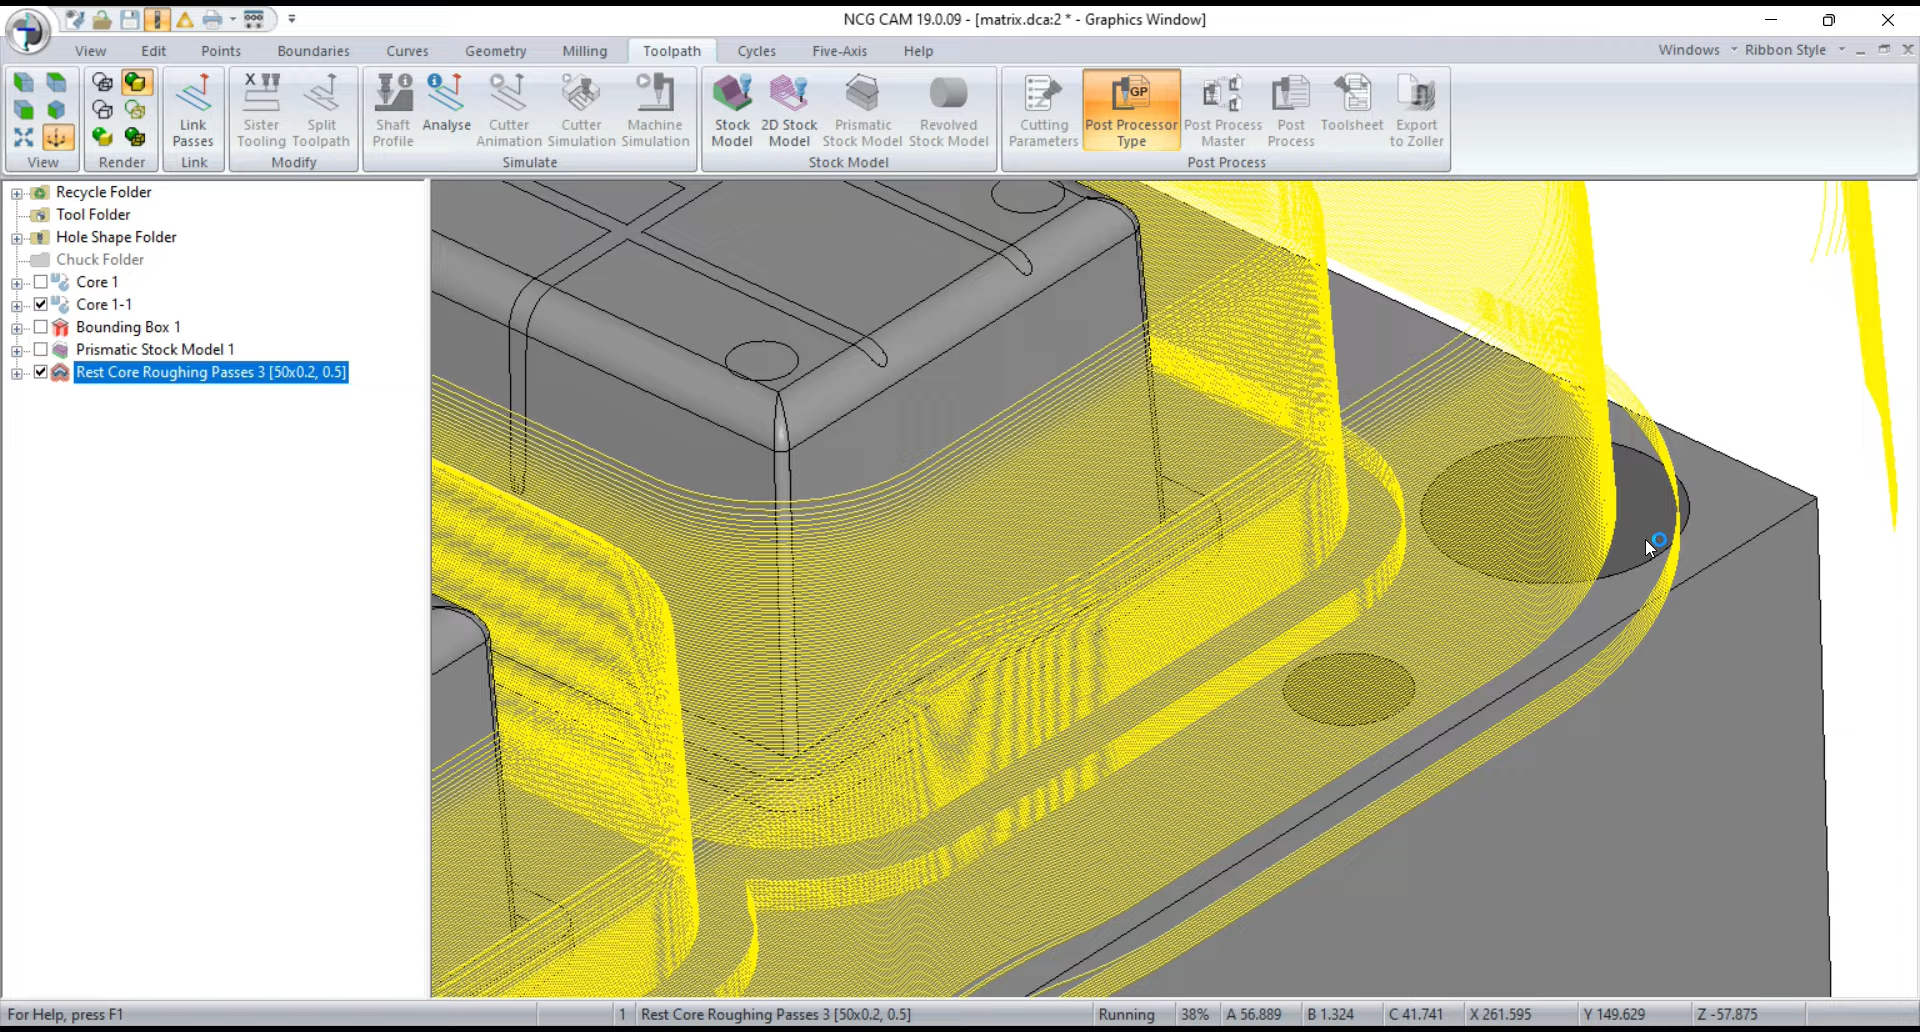 NCG CAM 19.0.09 - [matrix.dca:2 * - Graphics Window]
View Edit Points Boundaries Curves Geometry Milling Toolpath Cycles Five-Axis Help Windows Ribbon Style
Link Passes
Sister Tooling
Split Toolpath
Shaft Profile
Analyse
Cutter Animation
Cutter Simulation
Machine Simulation
Stock Model
2D Stock Model
Prismatic Stock Model
Revolved Stock Model
Cutting Parameters
GP
Post Processor Type
Post Process Master
Post Process
Toolsheet
Export to Zoller
View Render Link Modify Simulate Stock Model Post Process
Recycle Folder
Tool Folder
Hole Shape Folder
Chuck Folder
Core 1
Core 1-1
Bounding Box 1
Prismatic Stock Model 1
Rest Core Roughing Passes 3 [50x0.2, 0.5]
For Help, press F1 1 Rest Core Roughing Passes 3 [50x0.2, 0.5] Running 38% A 56.889 B 1.324 C 41.741 X 261.595 Y 149.629 Z -57.875